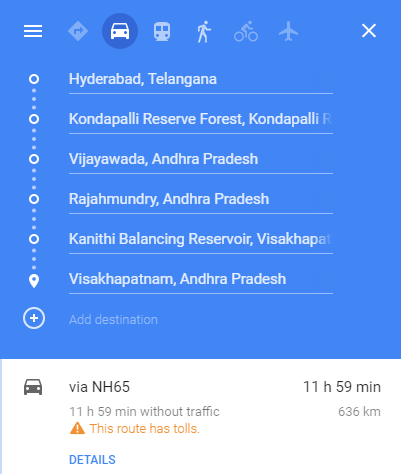 Hyderabad, Telangana
Kondapalli Reserve Forest, Kondapalli R
Vijayawada, Andhra Pradesh
Rajahmundry, Andhra Pradesh
Kanithi Balancing Reservoir, Visakhapat
Visakhapatnam, Andhra Pradesh
Add destination
via NH65 11 h 59 min
11 h 59 min without traffic 636 km
This route has tolls.
DETAILS